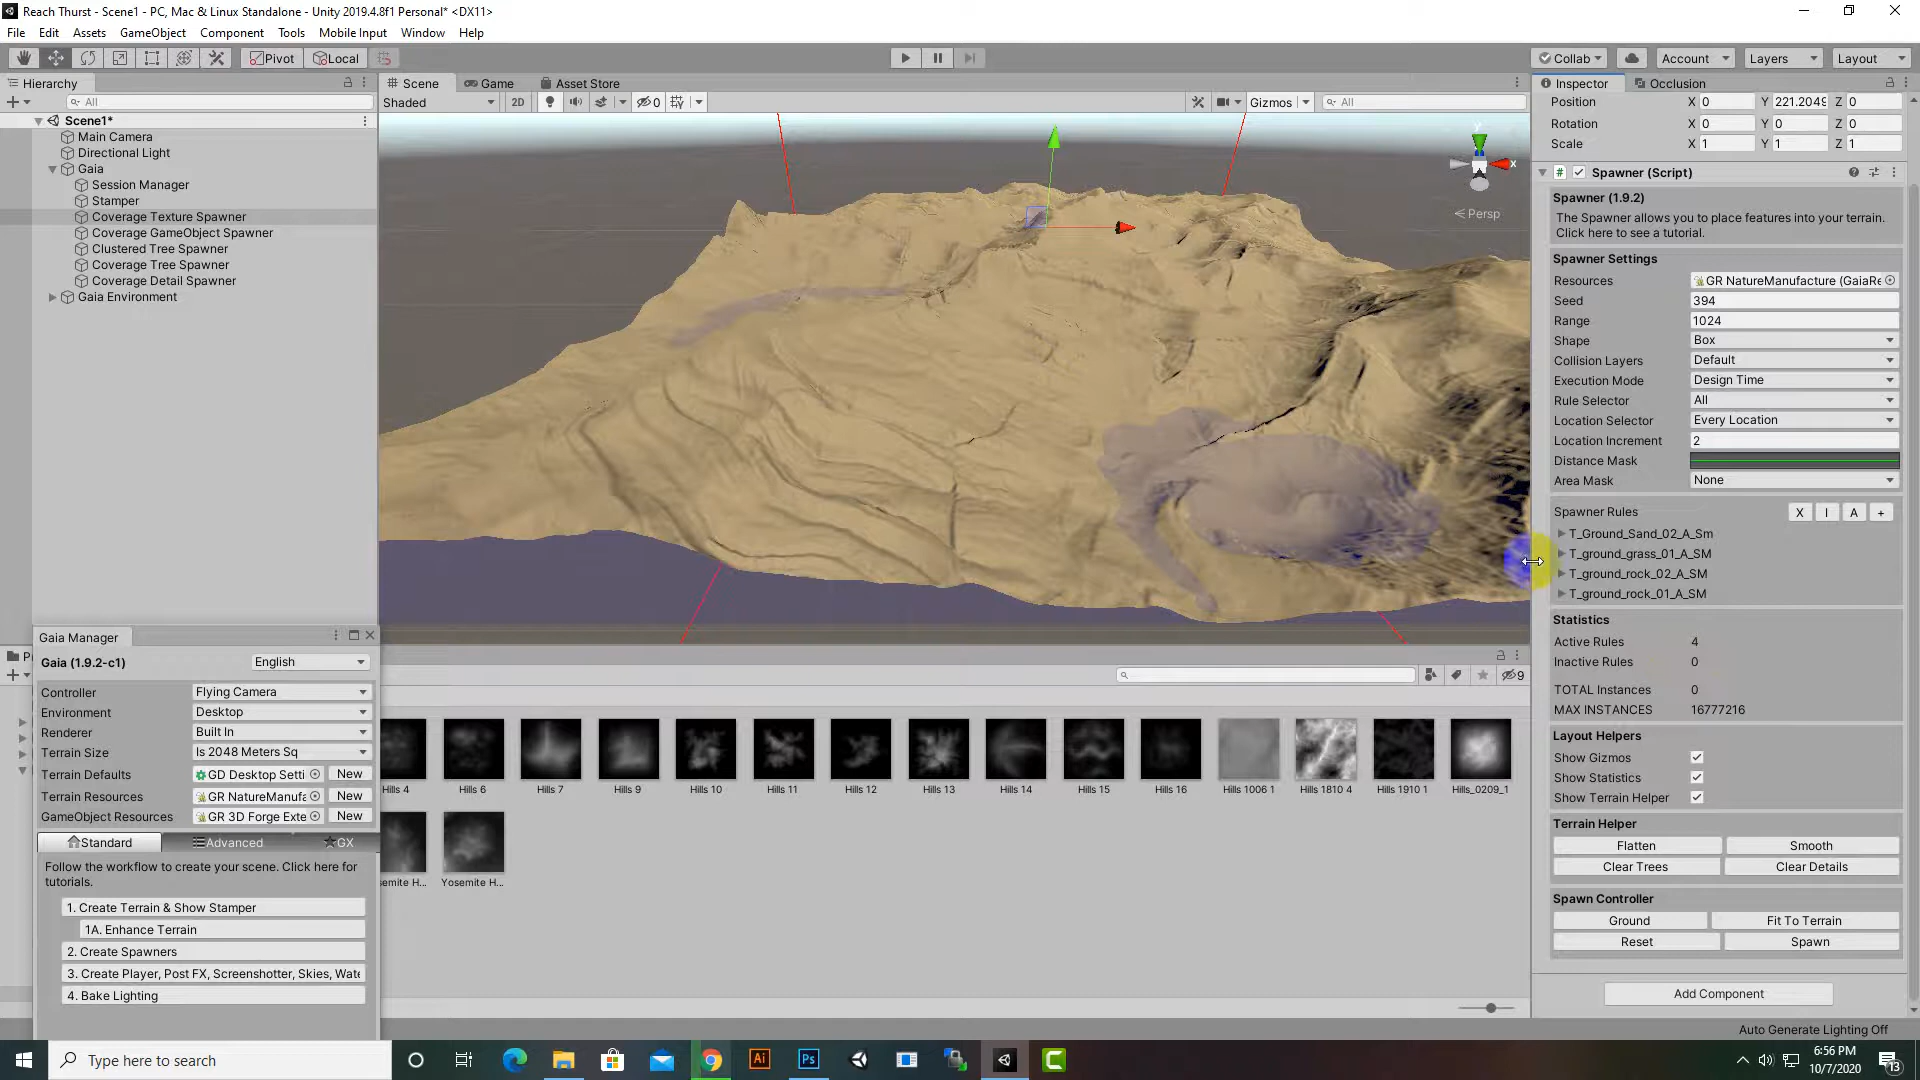 Reach Thurst - Scene1 - PC, Mac & Linux Standalone - Unity 2019.4.8f1 Personal* <DX11>
File Edit Assets GameObject Component Tools Mobile Input Window Help
Pivot Local Collab Account Layers Layout
Hierarchy Scene Game Asset Store Inspector Occlusion
All Shaded 2D 0 Gizmos All
Scene1*
Main Camera
Directional Light
Gaia
Session Manager
Stamper
Coverage Texture Spawner
Coverage GameObject Spawner
Clustered Tree Spawner
Coverage Tree Spawner
Coverage Detail Spawner
Gaia Environment
x
Persp
Position X 0 Y 221.2049 Z 0
Rotation X 0 Y 0 Z 0
Scale X 1 Y 1 Z 1
Spawner (Script)
Spawner (1.9.2)
The Spawner allows you to place features into your terrain.
Click here to see a tutorial.
Spawner Settings
Resources GR NatureManufacture (GaiaRe
Seed 394
Range 1024
Shape Box
Collision Layers Default
Execution Mode Design Time
Rule Selector All
Location Selector Every Location
Location Increment 2
Distance Mask
Area Mask None
Spawner Rules X I A +
T_Ground_Sand_02_A_Sm
T_ground_grass_01_A_SM
T_ground_rock_02_A_SM
T_ground_rock_01_A_SM
Statistics
Active Rules 4
Inactive Rules 0
TOTAL Instances 0
MAX INSTANCES 16777216
Layout Helpers
Show Gizmos
Show Statistics
Show Terrain Helper
Terrain Helper
Flatten Smooth
Clear Trees Clear Details
Spawn Controller
Ground Fit To Terrain
Reset Spawn
Add Component
Auto Generate Lighting Off
Gaia Manager
Gaia (1.9.2-c1) English
Controller Flying Camera
Environment Desktop
Renderer Built In
Terrain Size Is 2048 Meters Sq
Terrain Defaults GD Desktop Setti New
Terrain Resources GR NatureManufa New
GameObject Resources GR 3D Forge Exte New
Standard Advanced GX
Follow the workflow to create your scene. Click here for
tutorials.
1. Create Terrain & Show Stamper
1A. Enhance Terrain
2. Create Spawners
3. Create Player, Post FX, Screenshotter, Skies, Wate
4. Bake Lighting
9
Hills 4 Hills 6 Hills 7 Hills 9 Hills 10 Hills 11 Hills 12 Hills 13 Hills 14 Hills 15 Hills 16 Hills 1006 1 Hills 1810 4 Hills 1910 1 Hills_0209_1
semite H... Yosemite H...
Type here to search
Ai Ps
6:56 PM
10/7/2020
13